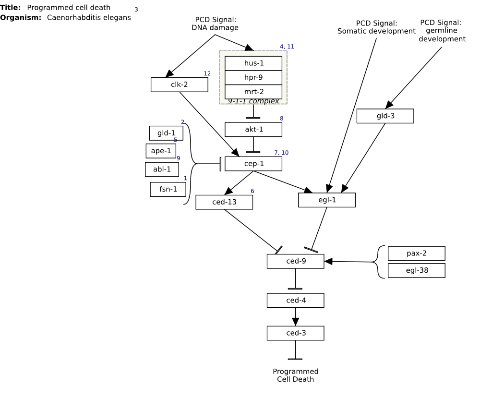 Title: Programmed cell death 3
Organism: Caenorhabditis elegans
PCD Signal:
DNA damage
PCD Signal:
Somatic development
PCD Signal:
germline
development
4, 11
hus-1
hpr-9
mrt-2
9-1-1 complex
12
clk-2
gld-3
8
akt-1
2
gld-1
5
ape-1
9
abl-1
1
fsn-1
7, 10
cep-1
6
ced-13
egl-1
ced-9
pax-2
egl-38
ced-4
ced-3
Programmed
Cell Death